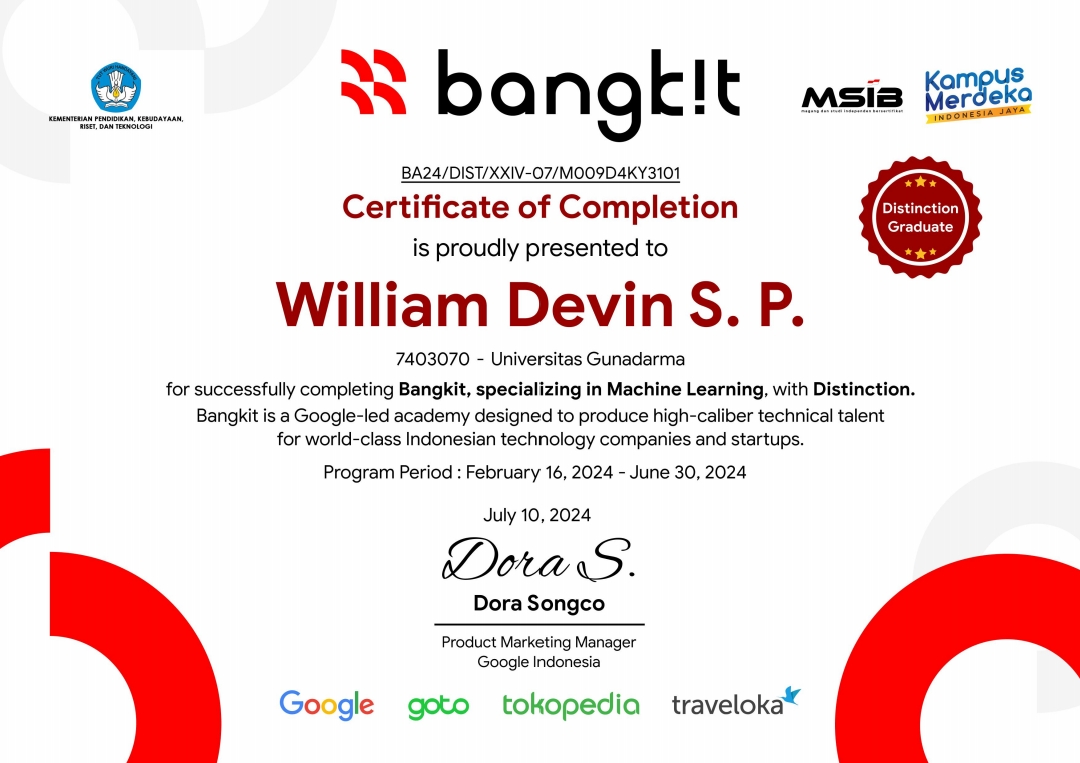 bangk!t
KEMENTERIAN PENDIDIKAN, KEBUDAYAAN,
RISET, DAN TEKNOLOGI
MSIB
magang dan studi independen bersertifikat
Kampus
Merdeka
INDONESIA JAYA
BA24/DIST/XXIV-07/M009D4KY3101
Certificate of Completion
Distinction
Graduate
is proudly presented to
William Devin S. P.
7403070 - Universitas Gunadarma
for successfully completing Bangkit, specializing in Machine Learning, with Distinction.
Bangkit is a Google-led academy designed to produce high-caliber technical talent
for world-class Indonesian technology companies and startups.
Program Period : February 16, 2024 - June 30, 2024
July 10, 2024
Dora S.
Dora Songco
Product Marketing Manager
Google Indonesia
Google goto tokopedia traveloka